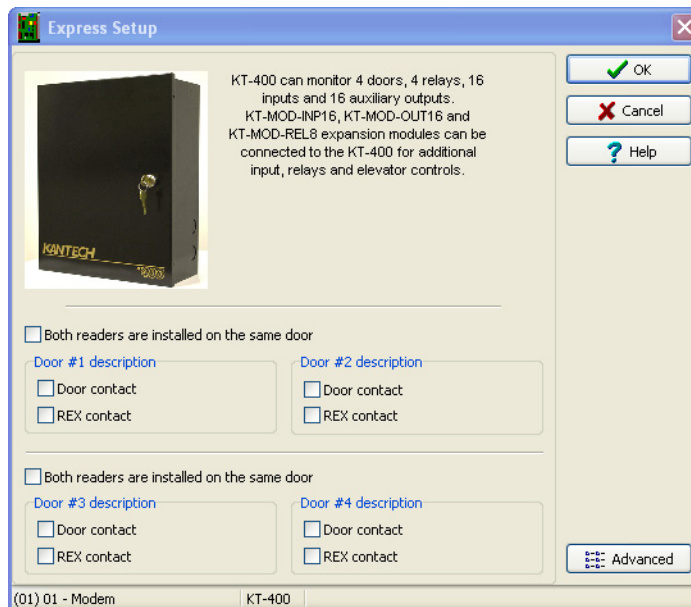 Express Setup
KT-400 can monitor 4 doors, 4 relays, 16
inputs and 16 auxiliary outputs.
KT-MOD-INP16, KT-MOD-OUT16 and
KT-MOD-REL8 expansion modules can be
connected to the KT-400 for additional
input, relays and elevator controls.
OK
Cancel
Help
KANTECH
Both readers are installed on the same door
Door #1 description
Door contact
REX contact
Door #2 description
Door contact
REX contact
Both readers are installed on the same door
Door #3 description
Door contact
REX contact
Door #4 description
Door contact
REX contact
Advanced
(01) 01 - Modem
KT-400